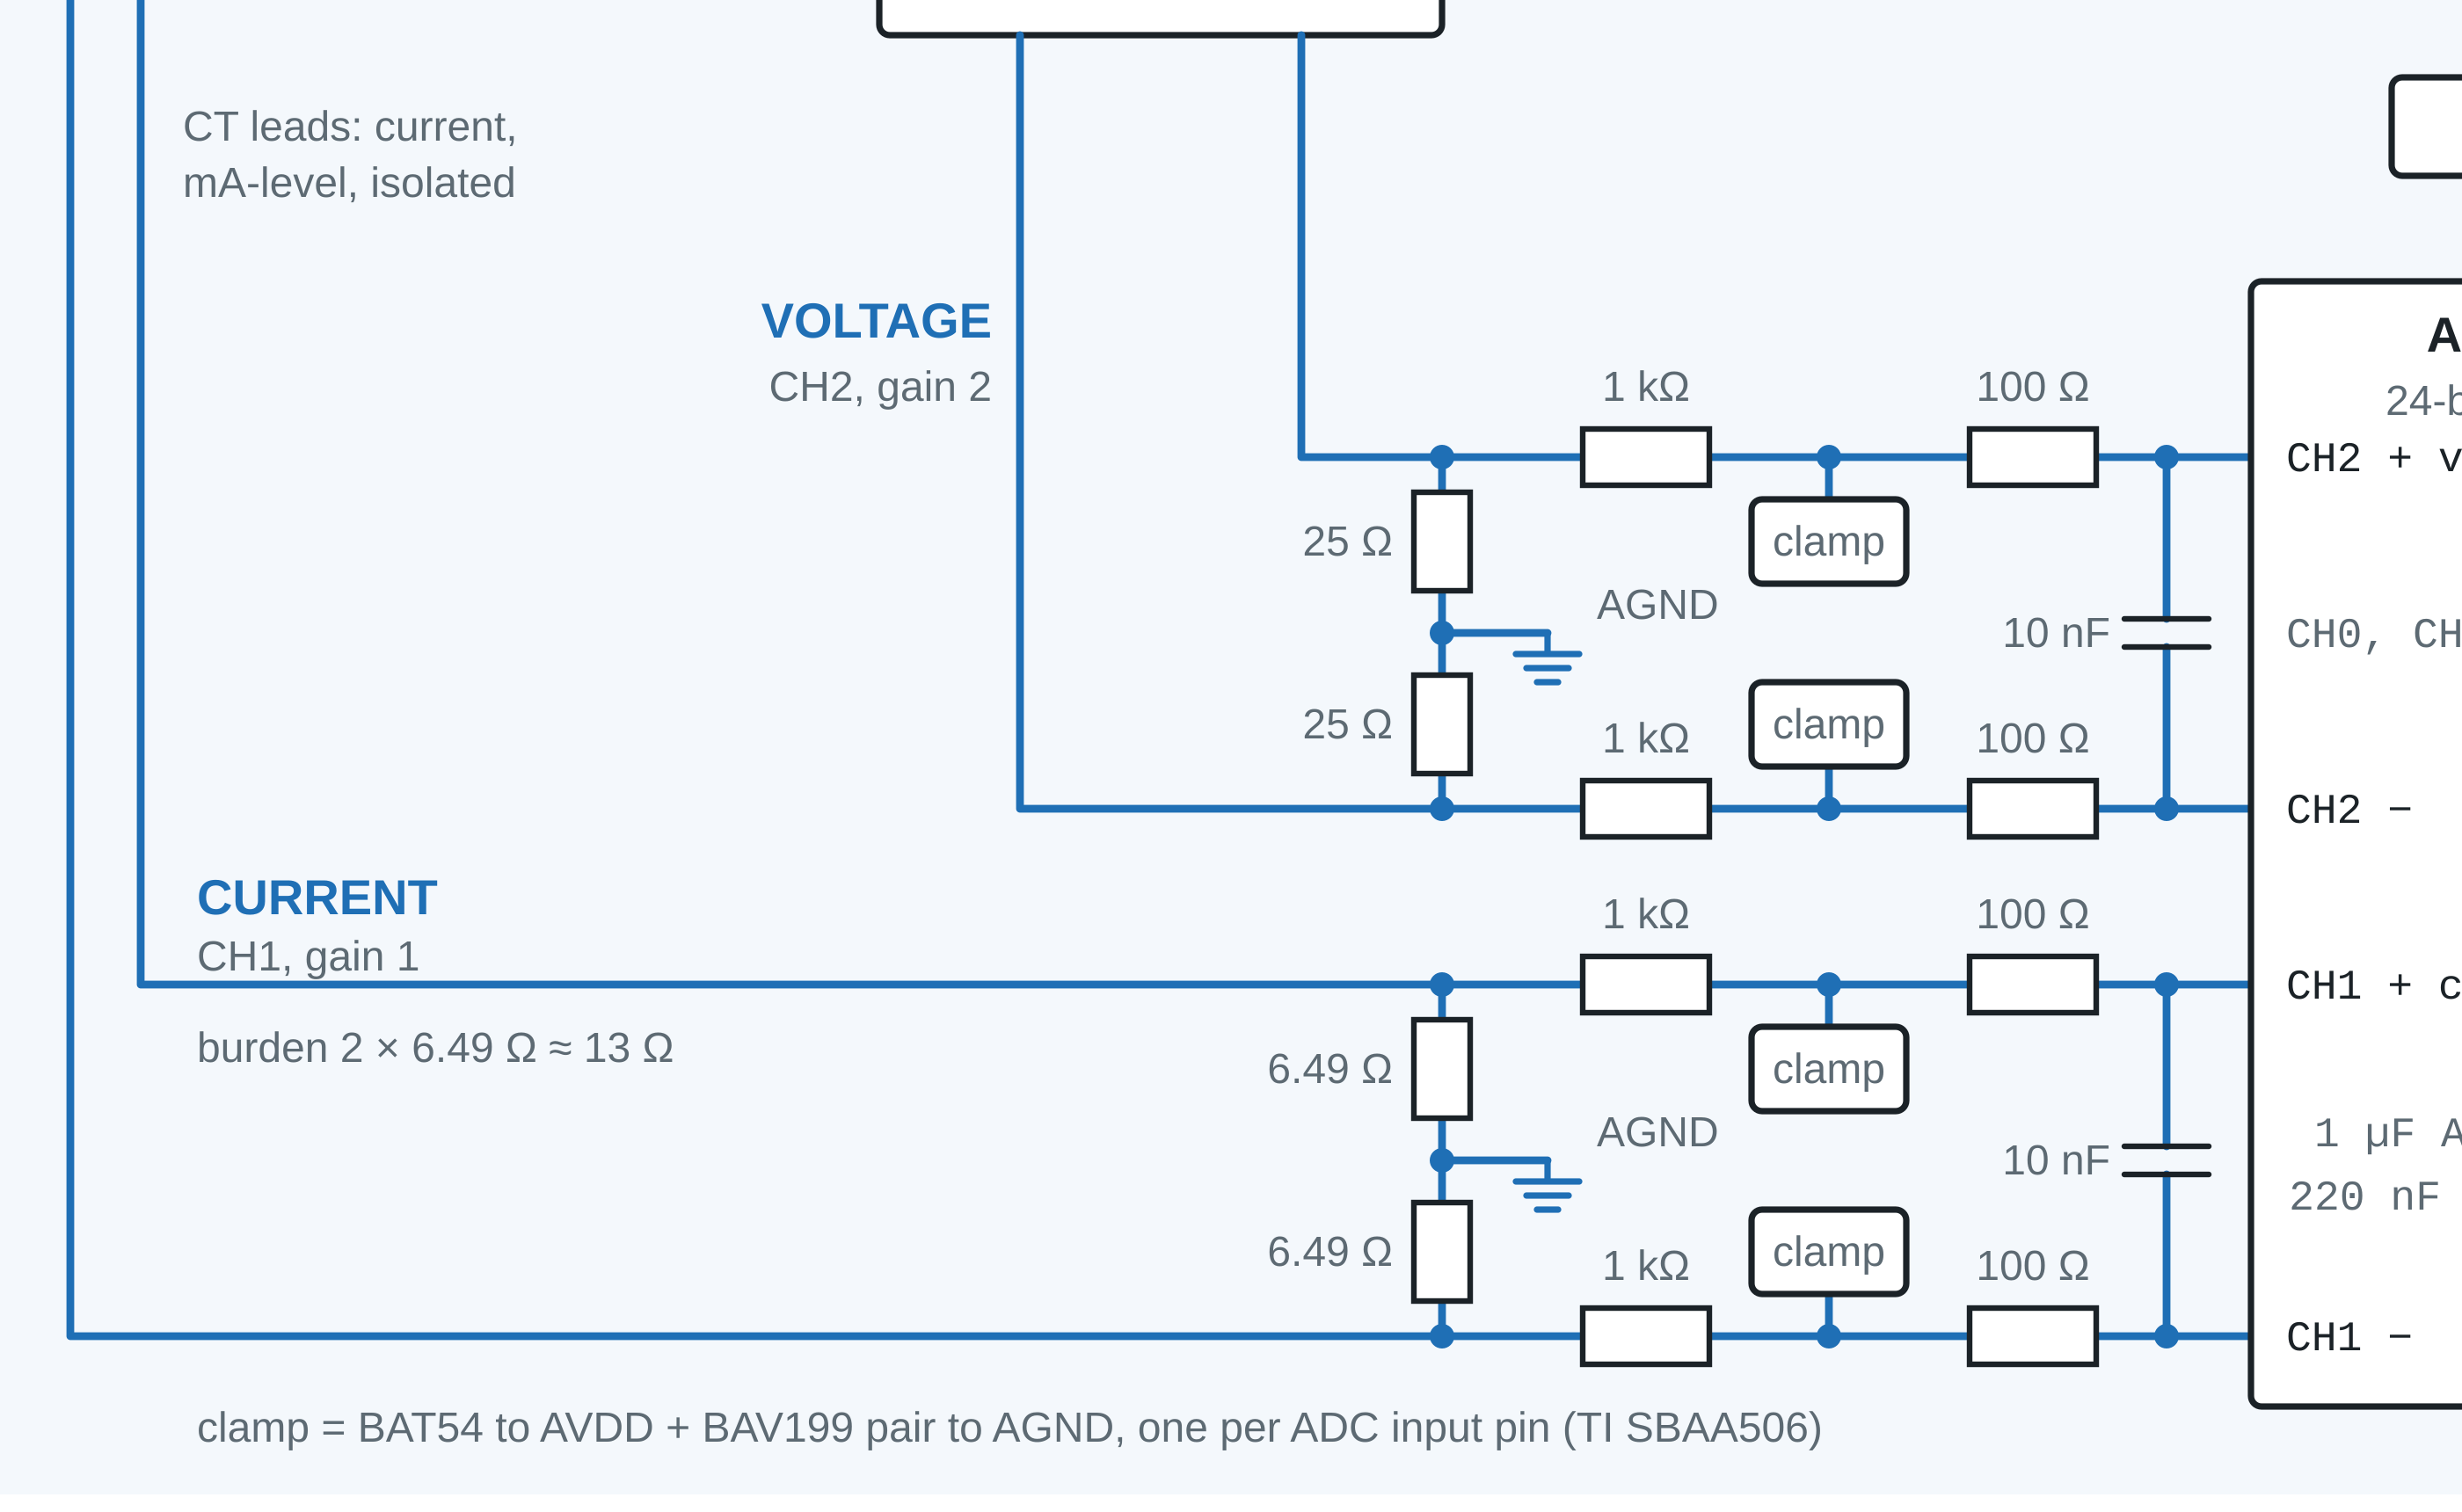 CT leads: current,
mA-level, isolated
VOLTAGE
CH2, gain 2
1 kΩ
100 Ω
25 Ω
clamp
AGND
10 nF
25 Ω
clamp
1 kΩ
100 Ω
CURRENT
CH1, gain 1
burden 2 × 6.49 Ω ≈ 13 Ω
1 kΩ
100 Ω
6.49 Ω
clamp
AGND
10 nF
6.49 Ω
clamp
1 kΩ
100 Ω
A
24-b
CH2 + v
CH0, CH
CH2 −
CH1 + c
1 µF A
220 nF
CH1 −
clamp = BAT54 to AVDD + BAV199 pair to AGND, one per ADC input pin (TI SBAA506)